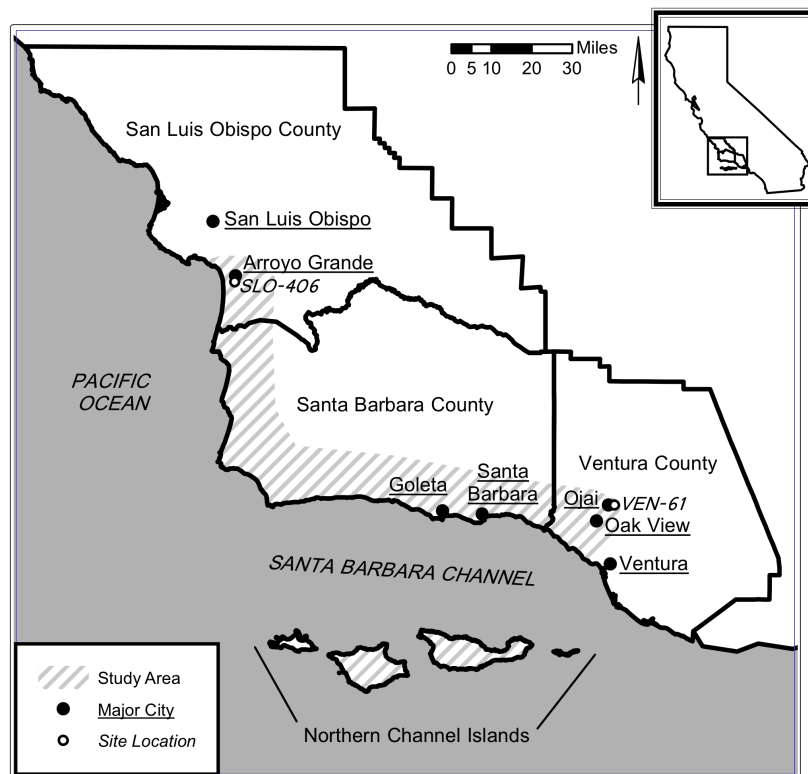 Miles
0 5 10 20 30
San Luis Obispo County
San Luis Obispo
Arroyo Grande
SLO-406
PACIFIC
OCEAN
Santa Barbara County
Ventura County
Goleta
Santa
Barbara
Ojai
VEN-61
Oak View
Ventura
SANTA BARBARA CHANNEL
Northern Channel Islands
Study Area
Major City
Site Location